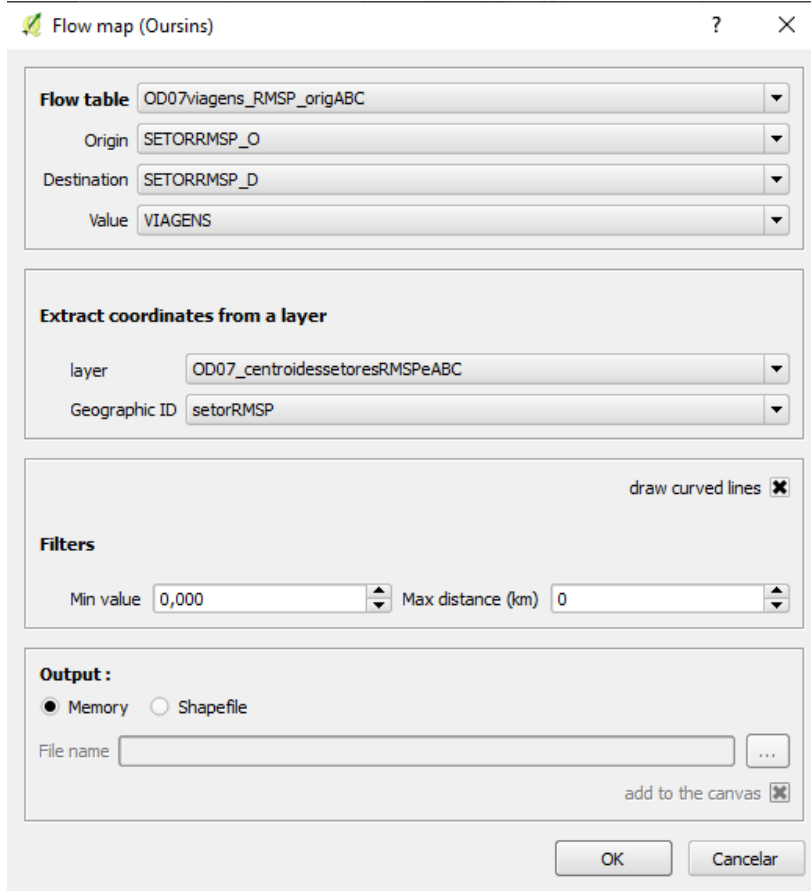 Flow map (Oursins)
Flow table OD07viagens_RMSP_origABC
Origin SETORRMSP_O
Destination SETORRMSP_D
Value VIAGENS
Extract coordinates from a layer
layer OD07_centroidessetoresRMSPeABC
Geographic ID setorRMSP
draw curved lines
Filters
Min value 0,000 Max distance (km) 0
Output :
Memory Shapefile
File name ...
add to the canvas
OK Cancelar